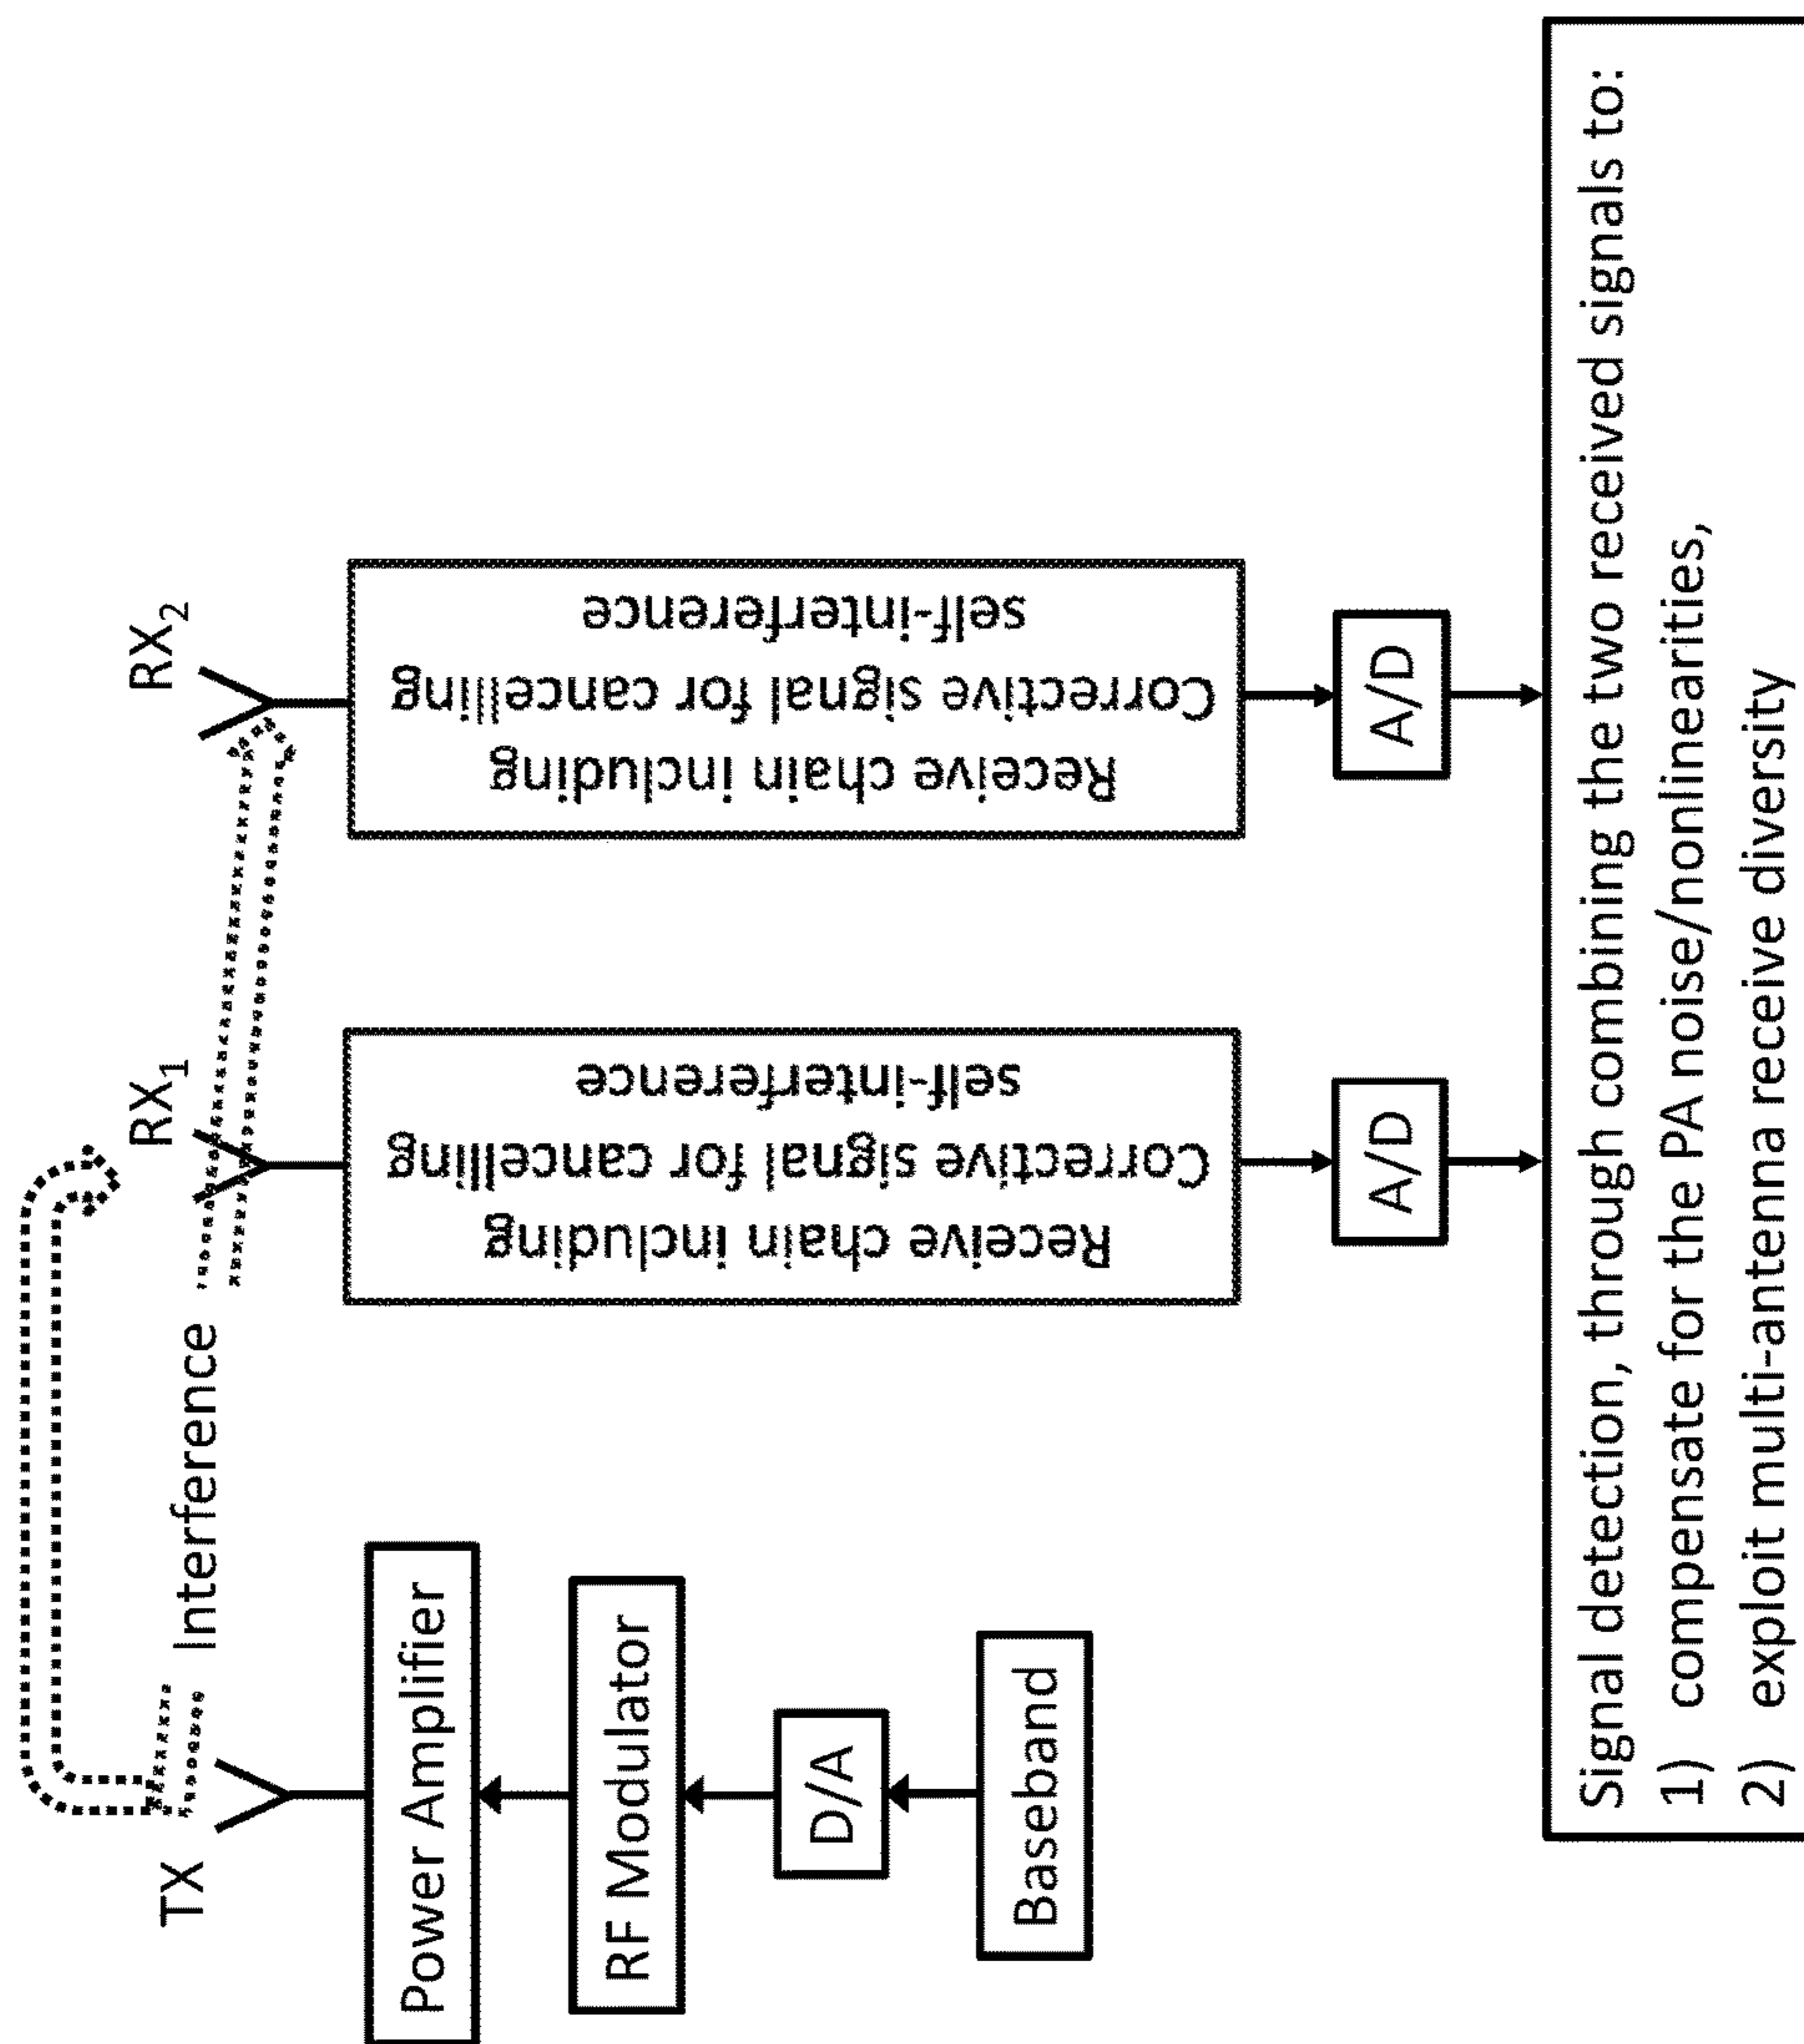 TX
Interference
RX₁
RX₂
Power Amplifier
RF Modulator
D/A
Baseband
Receive chain including
Corrective signal for cancelling
self-interference
A/D
Receive chain including
Corrective signal for cancelling
self-interference
A/D
Signal detection, through combining the two received signals to:
1) compensate for the PA noise/nonlinearities,
2) exploit multi-antenna receive diversity